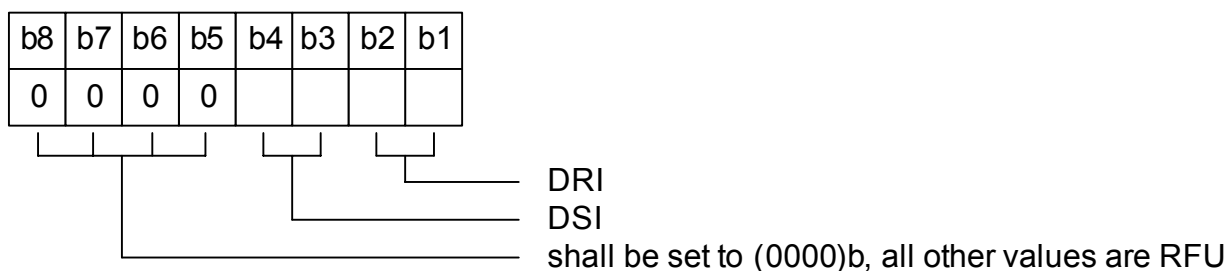 b8 b7 b6 b5 b4 b3 b2 b1
0 0 0 0
DRI
DSI
shall be set to (0000)b, all other values are RFU